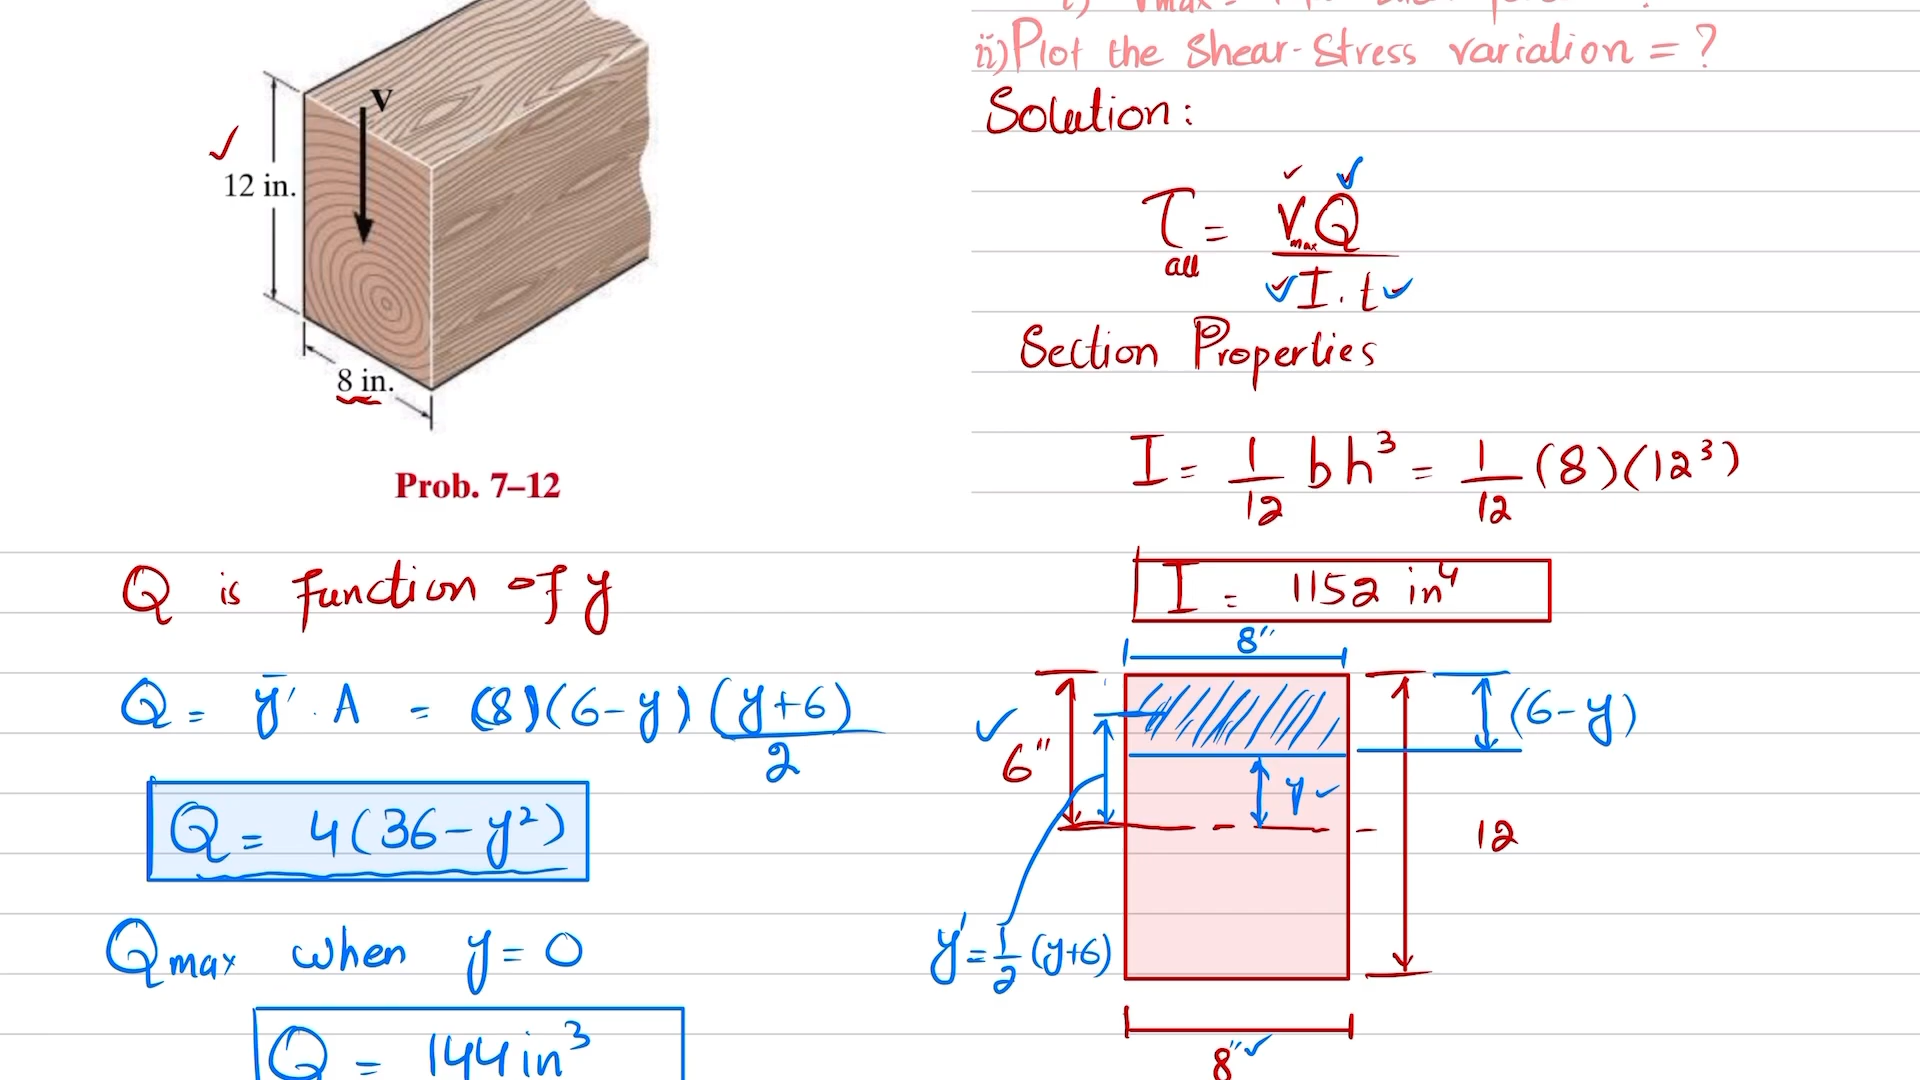 ii) Plot the Shear-Stress variation = ?
Solution:
V
12 in.
8 in.
Prob. 7–12
τ all = Vmax Q / I . t
Section Properties
I = 1/12 bh³ = 1/12 (8)(12³)
I = 1152 in⁴
Q is function of y
Q = ȳ' . A = (8)(6-y)(y+6)/2
Q = 4(36-y²)
Qmax when y = 0
Q = 144 in³
8"
6"
(6-y)
y
12
y' = 1/2 (y+6)
8"